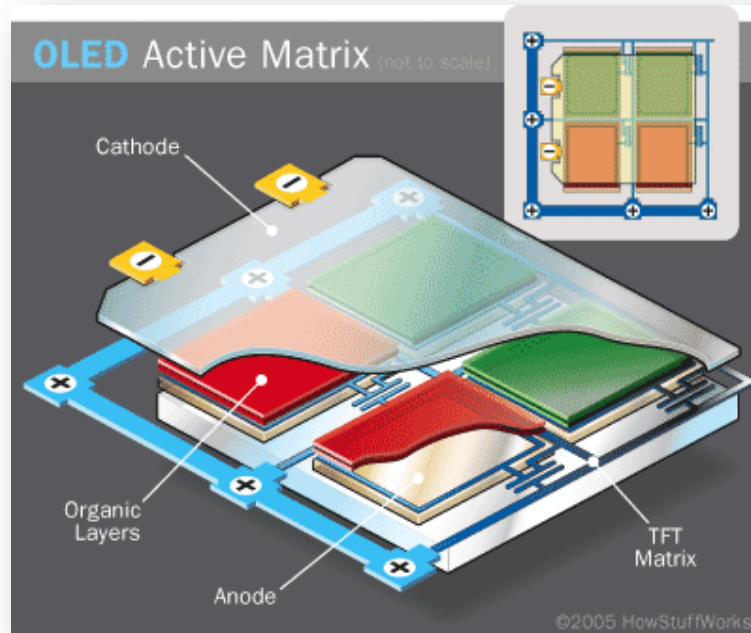 OLED Active Matrix (not to scale)
Cathode
Organic
Layers
Anode
TFT
Matrix
©2005 HowStuffWorks